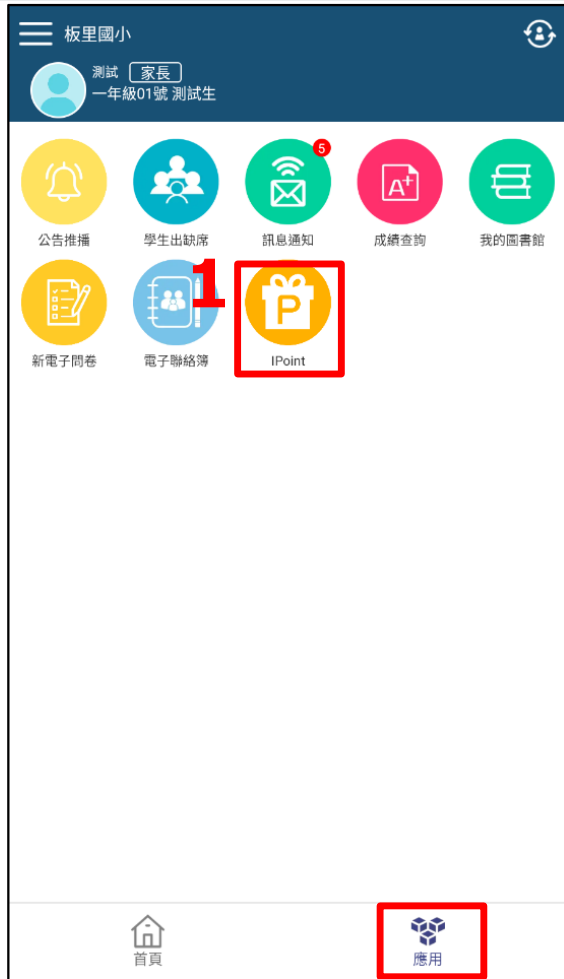 板里國小
測試 家長
一年級01號 測試生
5
A+
公告推播 學生出缺席 訊息通知 成績查詢 我的圖書館
1
P
新電子問卷 電子聯絡簿 IPoint
首頁 應用